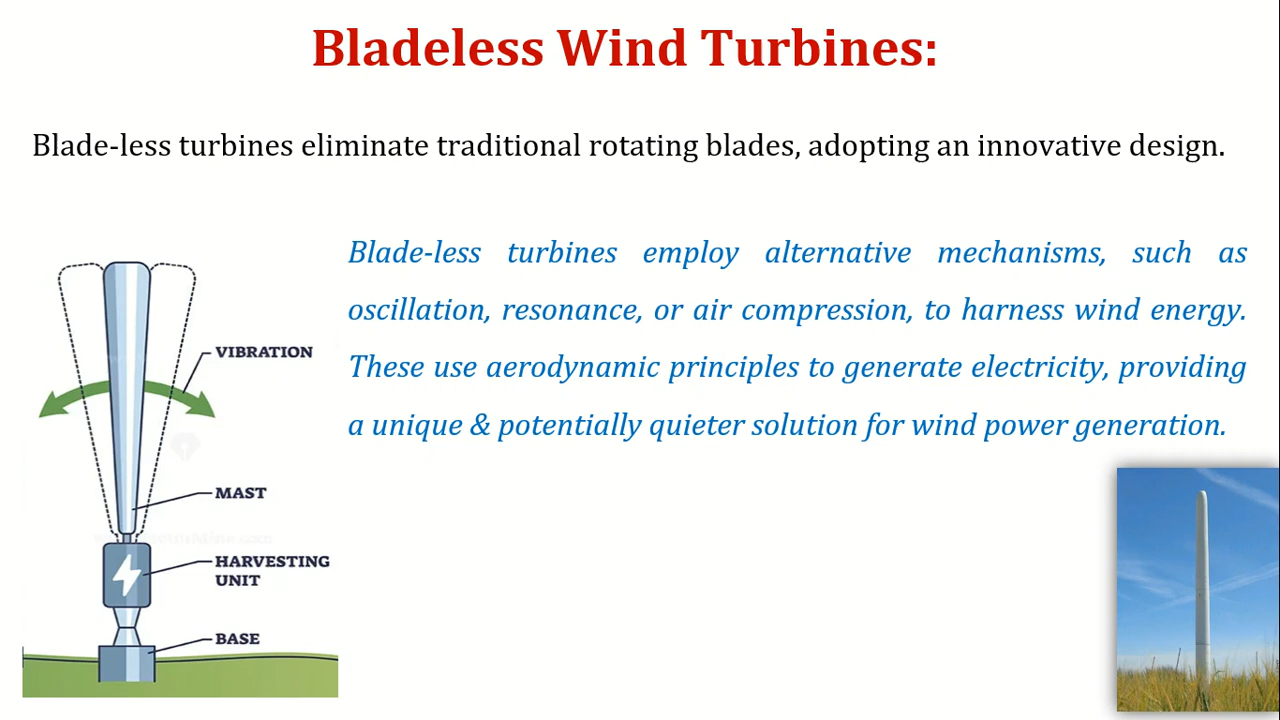 Bladeless Wind Turbines:
Blade-less turbines eliminate traditional rotating blades, adopting an innovative design.
Blade-less turbines employ alternative mechanisms, such as
oscillation, resonance, or air compression, to harness wind energy.
These use aerodynamic principles to generate electricity, providing
a unique & potentially quieter solution for wind power generation.
VIBRATION
MAST
HARVESTING
UNIT
BASE